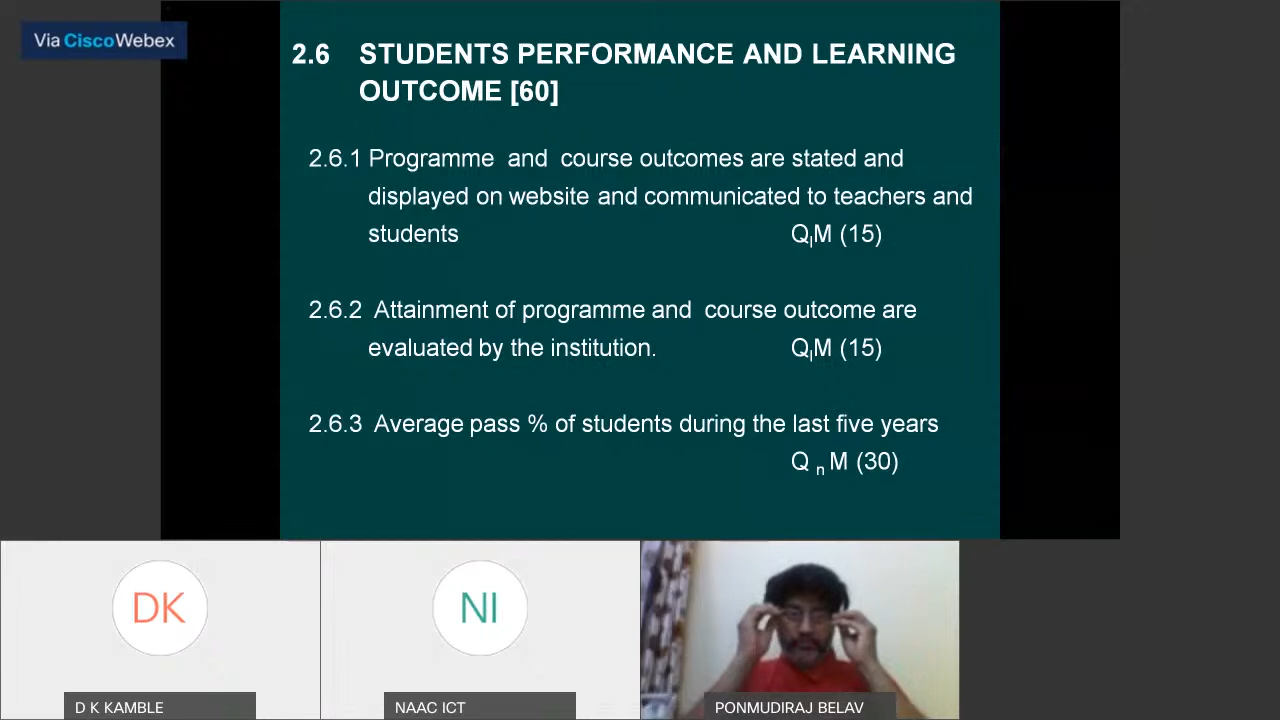 Via CiscoWebex
2.6 STUDENTS PERFORMANCE AND LEARNING
OUTCOME [60]
2.6.1 Programme and course outcomes are stated and
displayed on website and communicated to teachers and
students QlM (15)
2.6.2 Attainment of programme and course outcome are
evaluated by the institution. QlM (15)
2.6.3 Average pass % of students during the last five years
Q n M (30)
DK
NI
D K KAMBLE
NAAC ICT
PONMUDIRAJ BELAV